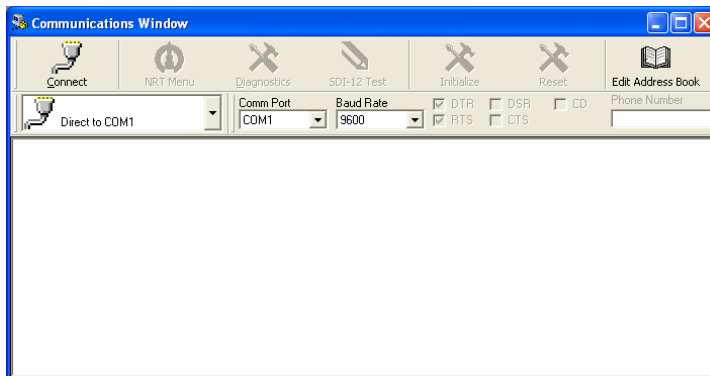 Communications Window
Connect NRT Menu Diagnostics SDI-12 Test Initialize Reset Edit Address Book
Direct to COM1 Comm Port Baud Rate DTR DSR CD Phone Number
COM1 9600 RTS CTS